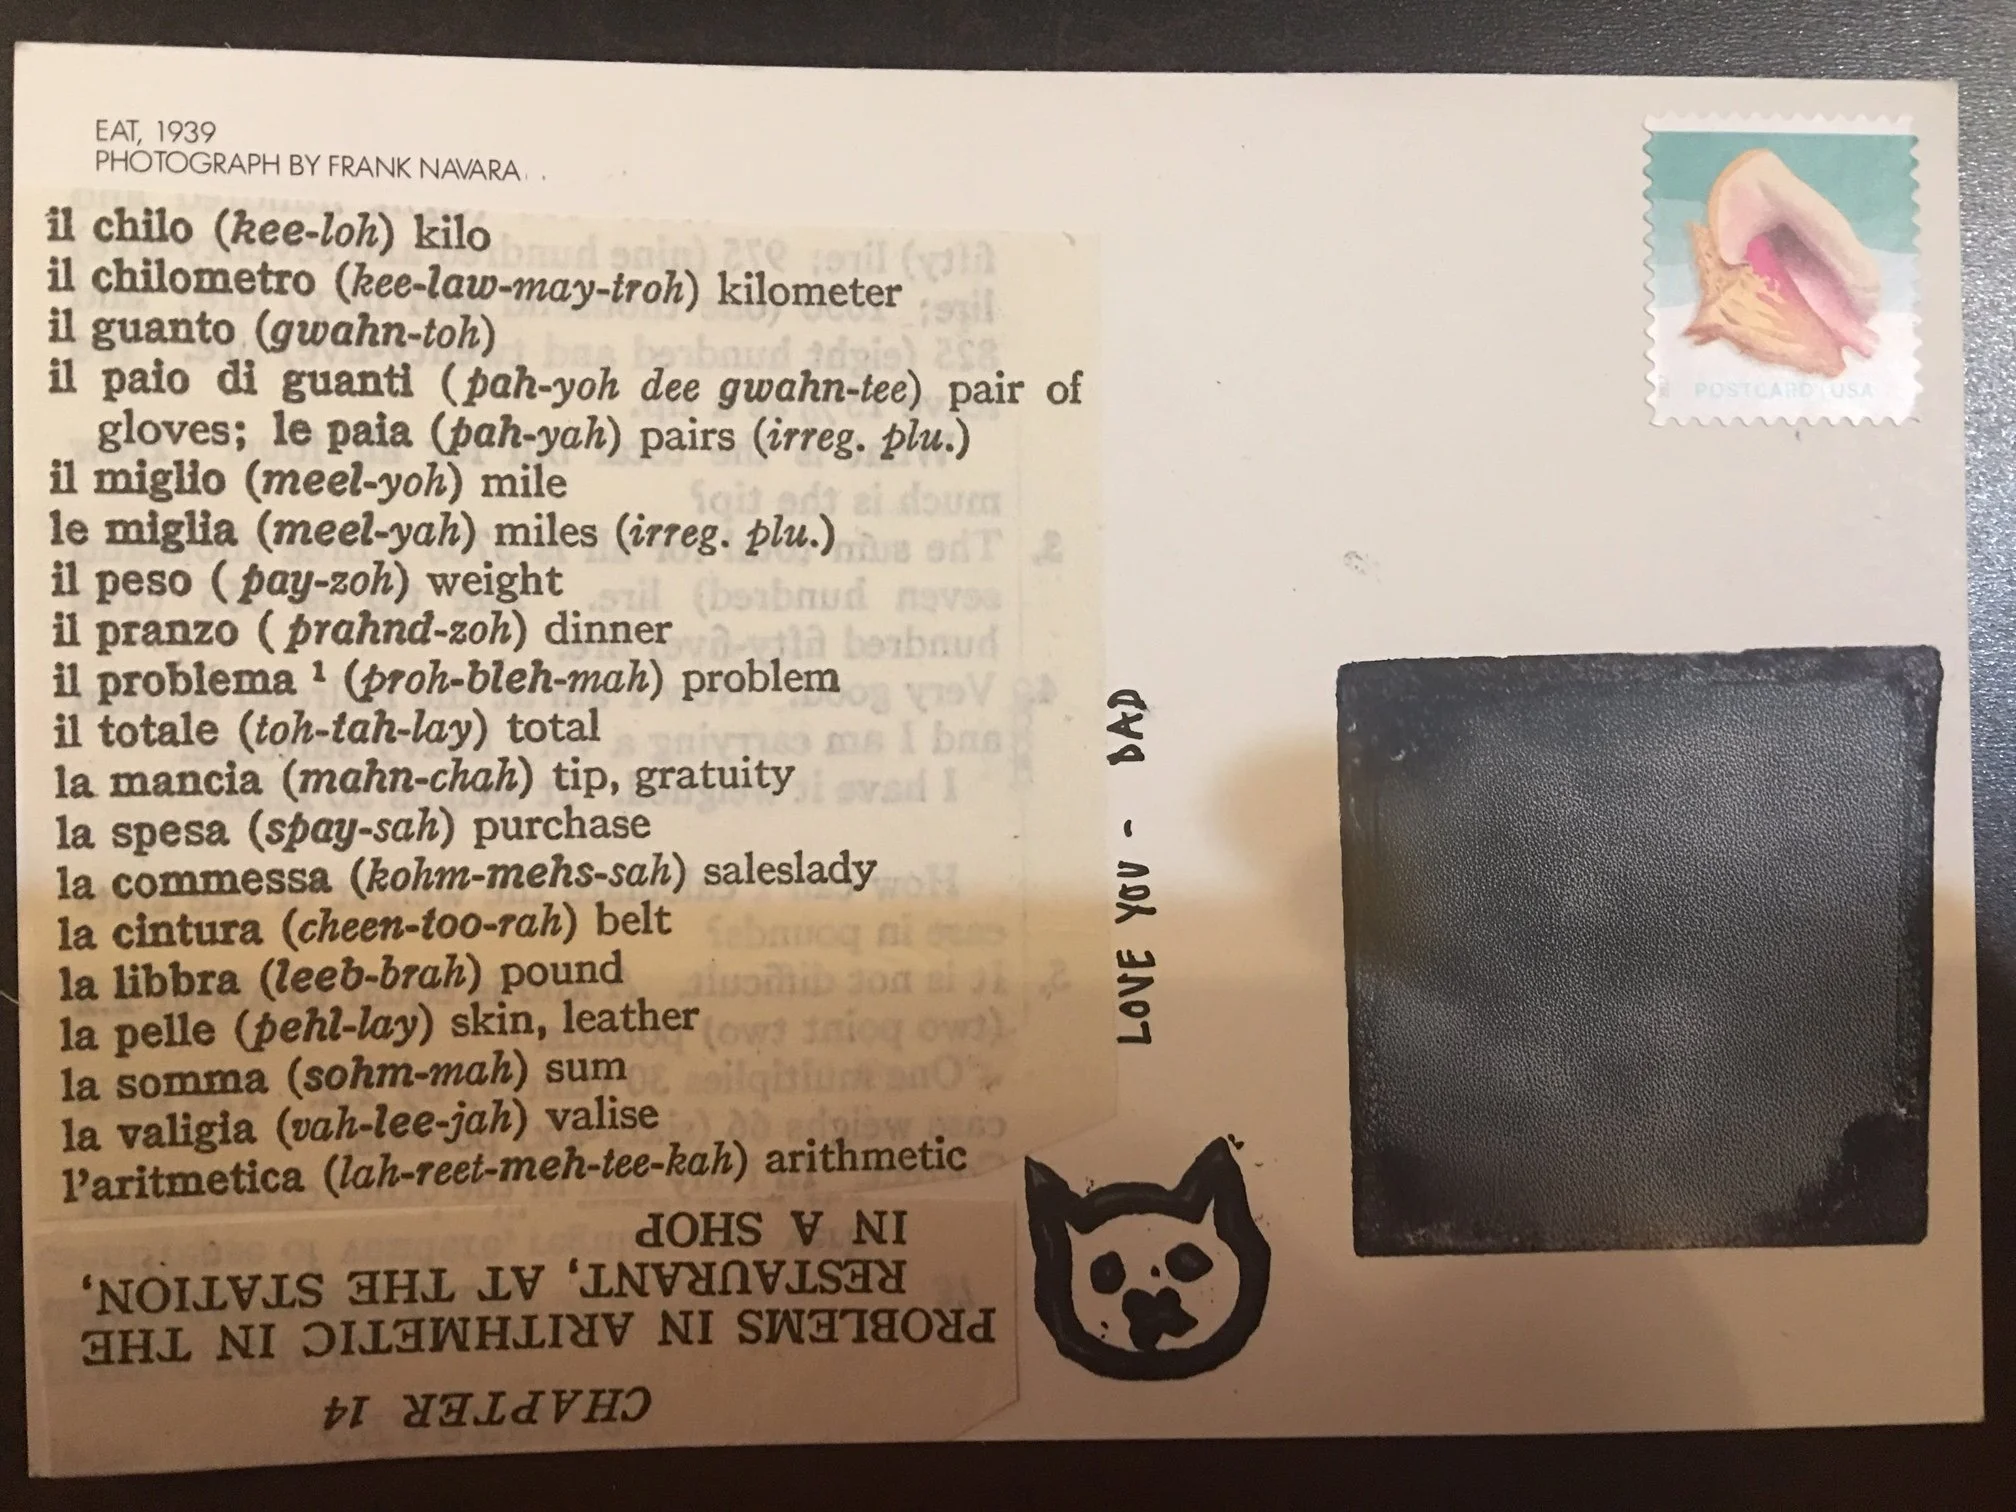 EAT, 1939
PHOTOGRAPH BY FRANK NAVARA
il chilo (kee-loh) kilo
il chilometro (kee-law-may-troh) kilometer
il guanto (gwahn-toh)
il paio di guanti (pah-yoh dee gwahn-tee) pair of
gloves; le paia (pah-yah) pairs (irreg. plu.)
il miglio (meel-yoh) mile
le miglia (meel-yah) miles (irreg. plu.)
il peso (pay-zoh) weight
il pranzo (prahnd-zoh) dinner
il problema ¹ (proh-bleh-mah) problem
il totale (toh-tah-lay) total
la mancia (mahn-chah) tip, gratuity
la spesa (spay-sah) purchase
la commessa (kohm-mehs-sah) saleslady
la cintura (cheen-too-rah) belt
la libbra (leeb-brah) pound
la pelle (pehl-lay) skin, leather
la somma (sohm-mah) sum
la valigia (vah-lee-jah) valise
l'aritmetica (lah-reet-meh-tee-kah) arithmetic
CHAPTER 14
PROBLEMS IN ARITHMETIC IN THE
RESTAURANT, AT THE STATION,
IN A SHOP
LOVE YOU - DAD
POSTCARD USA